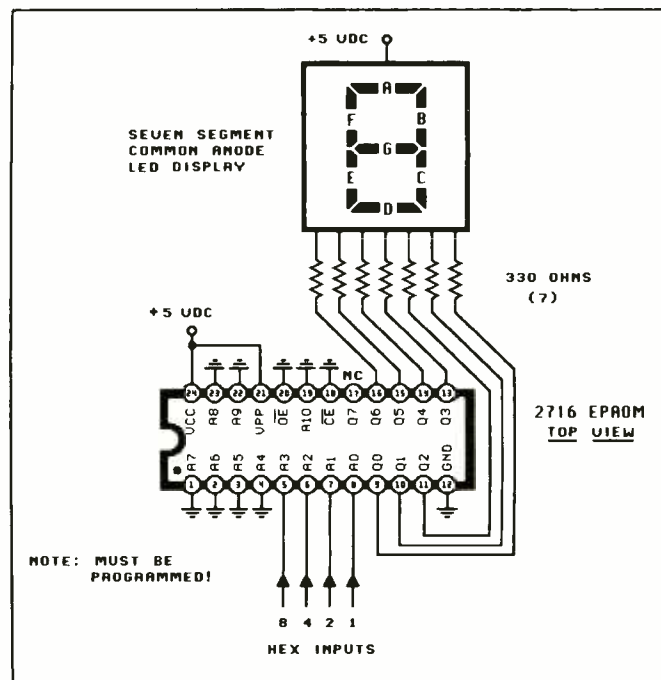 +5 VDC
A
F B
G
E C
D
SEVEN SEGMENT
COMMON ANODE
LED DISPLAY
330 OHMS
(7)
+5 VDC
NC
24 23 22 21 20 19 18 17 16 15 14 13
VCC A8 A9 VPP OE A10 CE Q7 Q6 Q5 Q4 Q3
A7 A6 A5 A4 A3 A2 A1 A0 Q0 Q1 Q2 GND
1 2 3 4 5 6 7 8 9 10 11 12
2716 EPROM
TOP VIEW
NOTE: MUST BE
PROGRAMMED!
8 4 2 1
HEX INPUTS